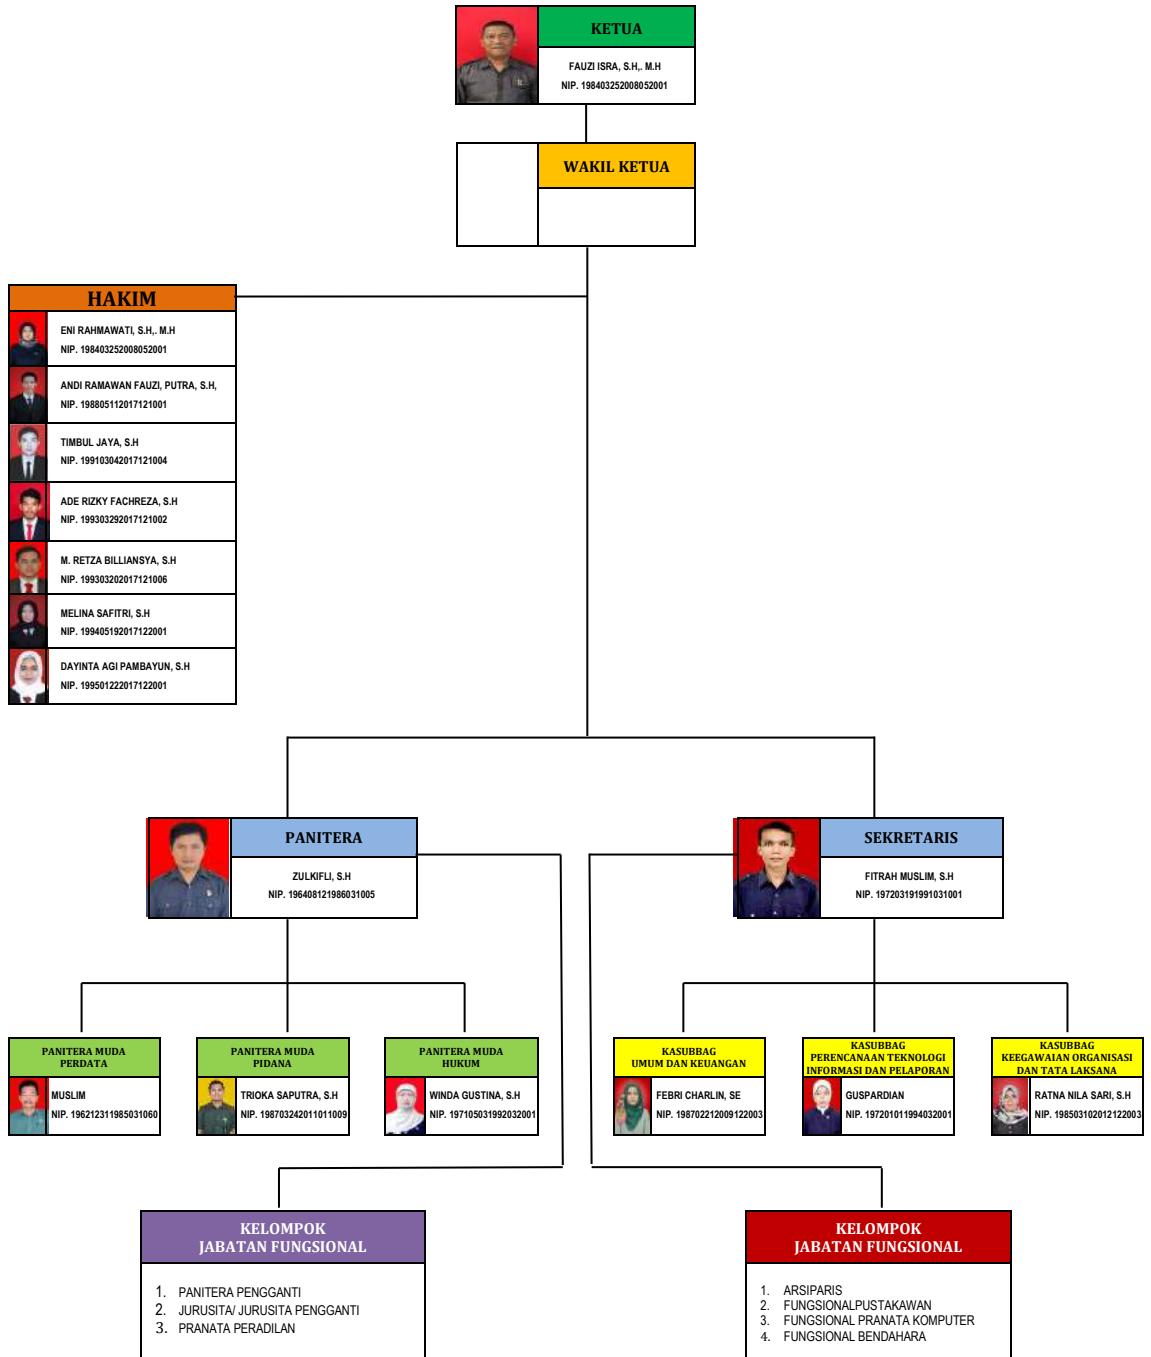 KETUA
FAUZI ISRA, S.H,. M.H
NIP. 198403252008052001
WAKIL KETUA
HAKIM
ENI RAHMAWATI, S.H,. M.H
NIP. 198403252008052001
ANDI RAMAWAN FAUZI, PUTRA, S.H,
NIP. 198805112017121001
TIMBUL JAYA, S.H
NIP. 199103042017121004
ADE RIZKY FACHREZA, S.H
NIP. 199303292017121002
M. RETZA BILLIANSYA, S.H
NIP. 199303202017121006
MELINA SAFITRI, S.H
NIP. 199405192017122001
DAYINTA AGI PAMBAYUN, S.H
NIP. 199501222017122001
PANITERA
ZULKIFLI, S.H
NIP. 196408121986031005
SEKRETARIS
FITRAH MUSLIM, S.H
NIP. 197203191991031001
PANITERA MUDA
PERDATA
MUSLIM
NIP. 196212311985031060
PANITERA MUDA
PIDANA
TRIOKA SAPUTRA, S.H
NIP. 198703242011011009
PANITERA MUDA
HUKUM
WINDA GUSTINA, S.H
NIP. 197105031992032001
KASUBBAG
UMUM DAN KEUANGAN
FEBRI CHARLIN, SE
NIP. 198702212009122003
KASUBBAG
PERENCANAAN TEKNOLOGI
INFORMASI DAN PELAPORAN
GUSPARDIAN
NIP. 197201011994032001
KASUBBAG
KEEGAWAIAN ORGANISASI
DAN TATA LAKSANA
RATNA NILA SARI, S.H
NIP. 198503102012122003
KELOMPOK
JABATAN FUNGSIONAL
1. PANITERA PENGGANTI
2. JURUSITA/ JURUSITA PENGGANTI
3. PRANATA PERADILAN
KELOMPOK
JABATAN FUNGSIONAL
1. ARSIPARIS
2. FUNGSIONALPUSTAKAWAN
3. FUNGSIONAL PRANATA KOMPUTER
4. FUNGSIONAL BENDAHARA